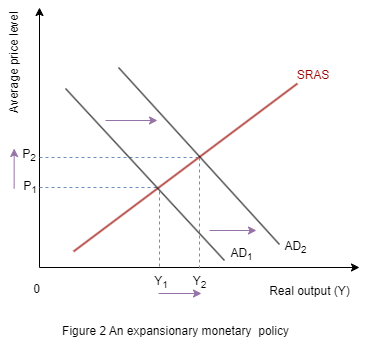 Average price level
SRAS
P2
P1
AD1
AD2
0
Y1
Y2
Real output (Y)
Figure 2 An expansionary monetary policy